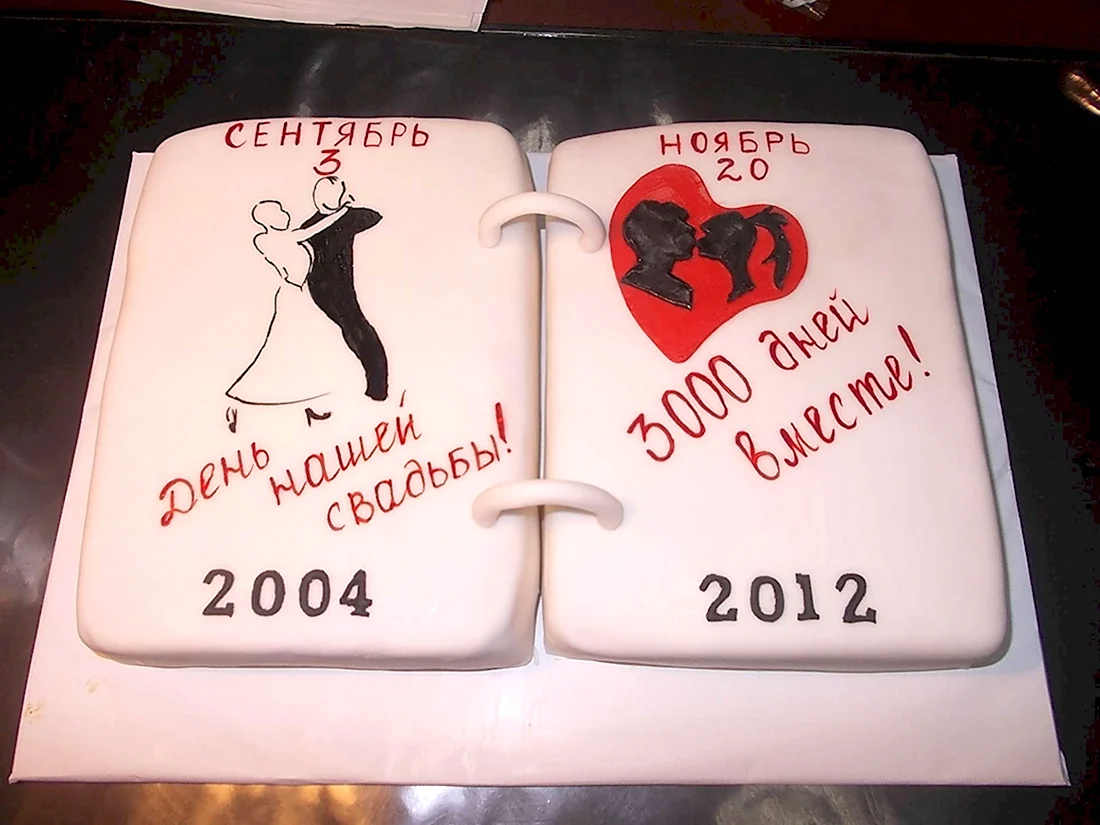 СЕНТЯБРЬ
3
День
нашей
свадьбы!
2004
НОЯБРЬ
20
3000 дней
вместе!
2012